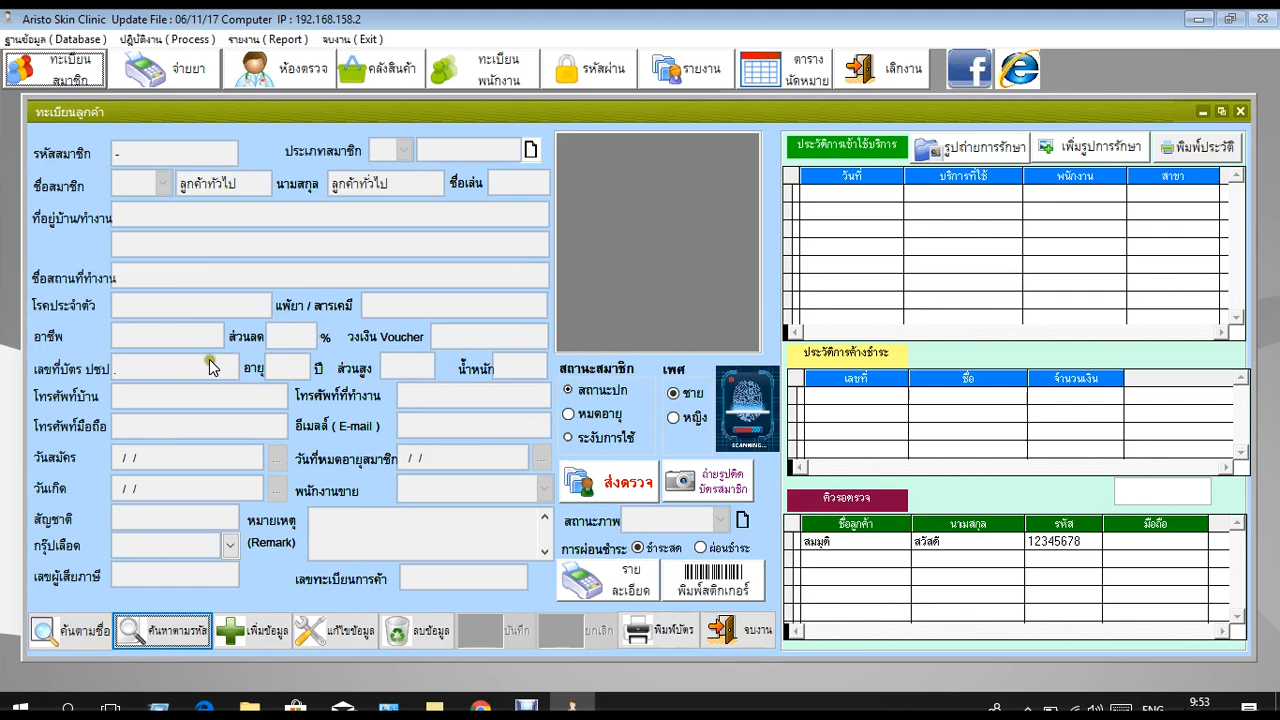 Aristo Skin Clinic Update File : 06/11/17 Computer IP : 192.168.158.2
ฐานข้อมูล ( Database ) ปฏิบัติงาน ( Process ) รายงาน ( Report ) จบงาน ( Exit )
ทะเบียนสมาชิก จ่ายยา ห้องตรวจ คลังสินค้า ทะเบียนพนักงาน รหัสผ่าน รายงาน ตารางนัดหมาย เลิกงาน
ทะเบียนลูกค้า
รหัสสมาชิก - ประเภทสมาชิก
ชื่อสมาชิก ลูกค้าทั่วไป นามสกุล ลูกค้าทั่วไป ชื่อเล่น
ที่อยู่บ้าน/ทำงาน
ชื่อสถานที่ทำงาน
โรคประจำตัว แพ้ยา / สารเคมี
อาชีพ ส่วนลด % วงเงิน Voucher
เลขที่บัตร ปชป . อายุ ปี ส่วนสูง น้ำหนัก
โทรศัพท์บ้าน โทรศัพท์ที่ทำงาน
โทรศัพท์มือถือ อีเมลล์ ( E-mail )
วันสมัคร / / ... วันที่หมดอายุสมาชิก / / ...
วันเกิด / / ... พนักงานขาย
สัญชาติ หมายเหตุ
กรุ๊ปเลือด (Remark)
เลขผู้เสียภาษี เลขทะเบียนการค้า
สถานะสมาชิก เพศ
สถานะปก ชาย
หมดอายุ หญิง
ระงับการใช้
SCANNING...
ส่งตรวจ ถ่ายรูปติดบัตรสมาชิก
สถานะภาพ
การผ่อนชำระ ชำระสด ผ่อนชำระ
รายละเอียด พิมพ์สติกเกอร์
ค้นตามชื่อ ค้นหาตามรหัส เพิ่มข้อมูล แก้ไขข้อมูล ลบข้อมูล บันทึก ยกเลิก พิมพ์บัตร จบงาน
ประวัติการเข้าใช้บริการ รูปถ่ายการรักษา เพิ่มรูปการรักษา พิมพ์ประวัติ
วันที่ บริการที่ใช้ พนักงาน สาขา
ประวัติการค้างชำระ
เลขที่ ชื่อ จำนวนเงิน
คิวรอตรวจ
ชื่อลูกค้า นามสกุล รหัส มือถือ
สมมุติ สวัสดี 12345678
ENG 9:53